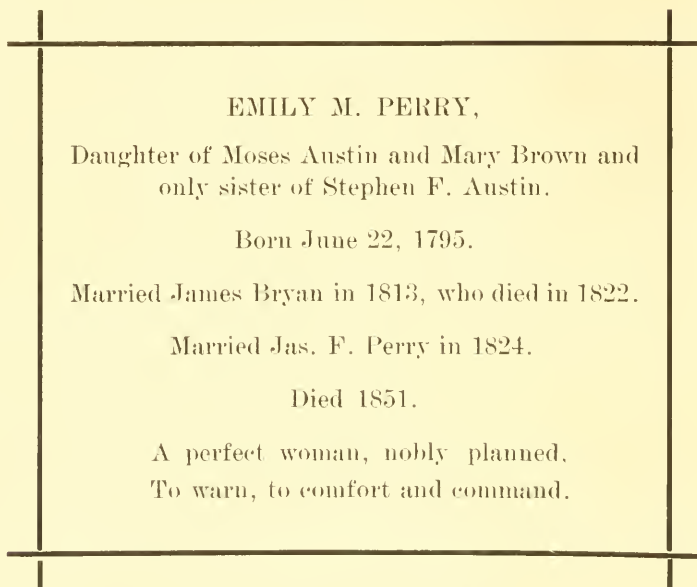 EMILY M. PERRY,
Daughter of Moses Austin and Mary Brown and
only sister of Stephen F. Austin.
Born June 22, 1795.
Married James Bryan in 1813, who died in 1822.
Married Jas. F. Perry in 1824.
Died 1851.
A perfect woman, nobly planned,
To warn, to comfort and command.